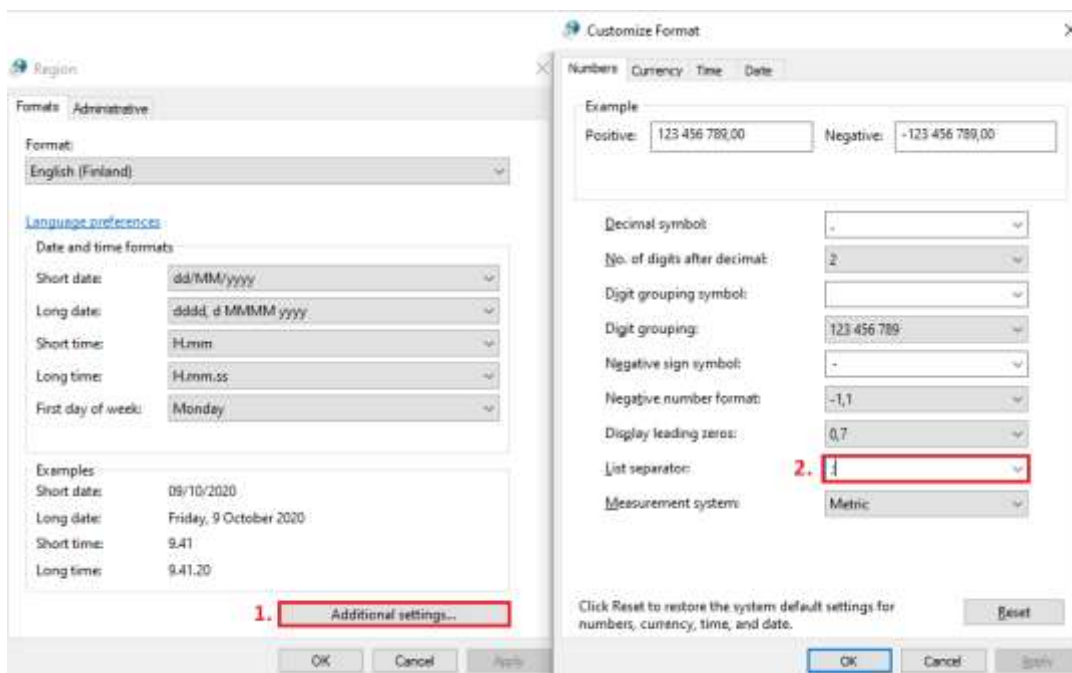 Region
Formats Administrative
Format:
English (Finland)
Language preferences
Date and time formats
Short date: dd/MM/yyyy
Long date: dddd, d MMMM yyyy
Short time: H.mm
Long time: H.mm.ss
First day of week: Monday
Examples
Short date: 09/10/2020
Long date: Friday, 9 October 2020
Short time: 9.41
Long time: 9.41.20
1. Additional settings...
OK Cancel Apply
Customize Format
Numbers Currency Time Date
Example
Positive: 123 456 789,00 Negative: -123 456 789,00
Decimal symbol: ,
No. of digits after decimal: 2
Digit grouping symbol:
Digit grouping: 123 456 789
Negative sign symbol: -
Negative number format: -1,1
Display leading zeros: 0,7
List separator: 2.
Measurement system: Metric
Click Reset to restore the system default settings for
numbers, currency, time, and date.
Reset
OK Cancel Apply